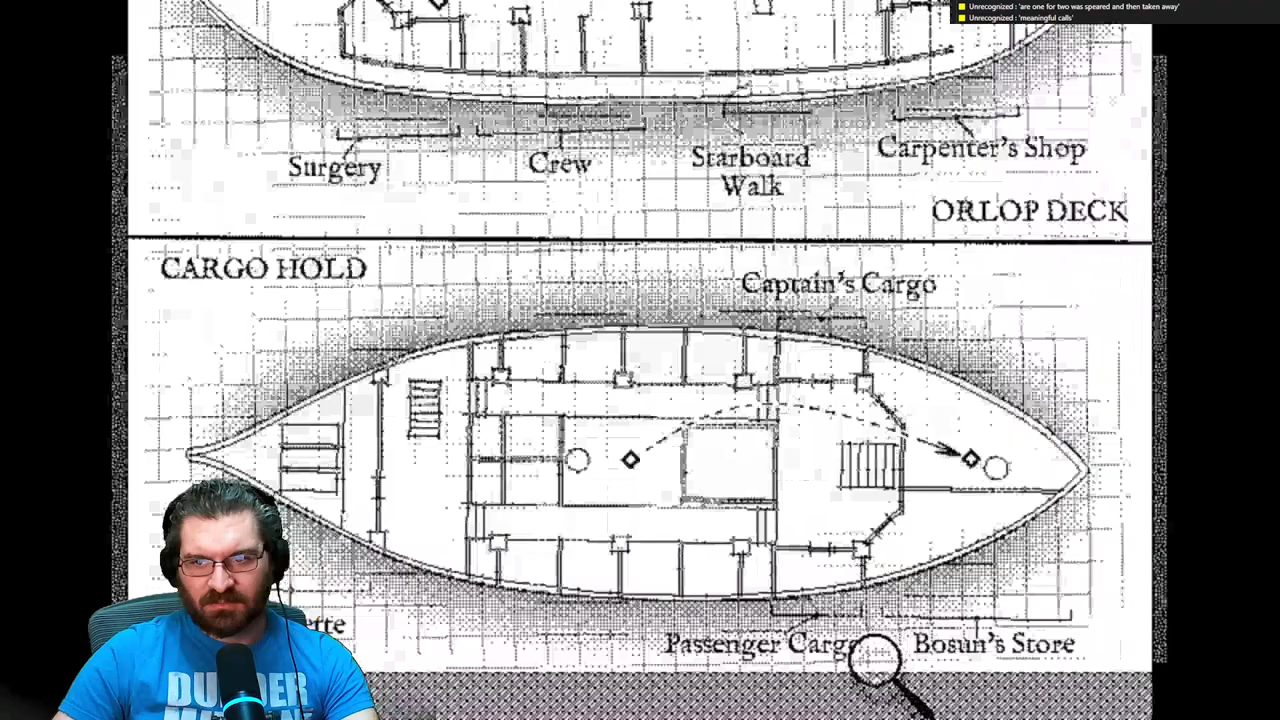 Unrecognized : 'are one for two was speared and then taken away'
Unrecognized : 'meaningful calls'
Surgery
Crew
Starboard
Walk
Carpenter's Shop
ORLOP DECK
CARGO HOLD
Captain's Cargo
Passenger Cargo
Bosun's Store